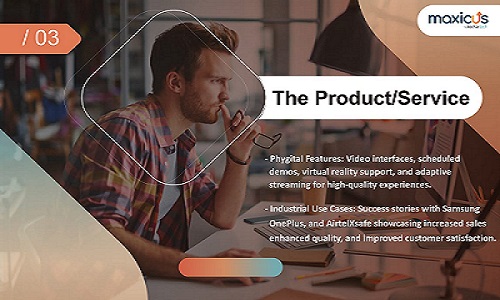 / 03
maxicus
The Product/Service
- Phygital Features: Video interfaces, scheduled
demos, virtual reality support, and adaptive
streaming for high-quality experiences.
- Industrial Use Cases: Success stories with Samsung
OnePlus, and AirtelXsafe showcasing increased sales
enhanced quality, and Improved customer satisfaction.